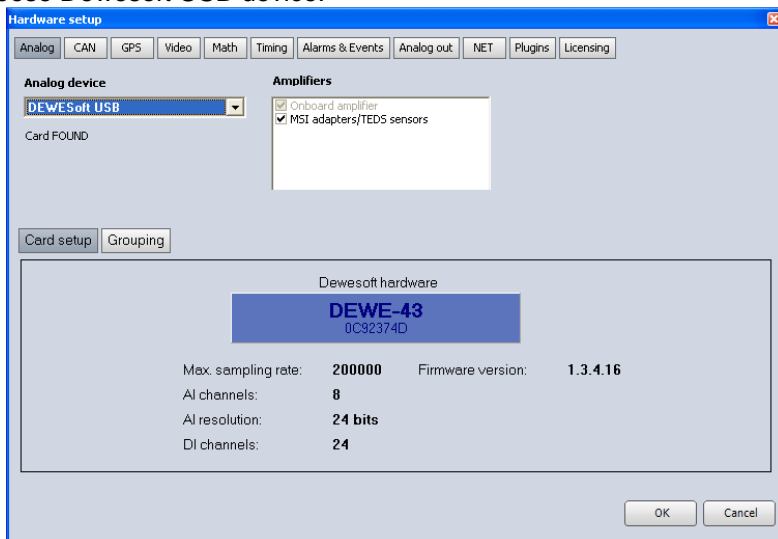 Dewesoft USB device.
Hardware setup
Analog CAN GPS Video Math Timing Alarms & Events Analog out NET Plugins Licensing
Analog device Amplifiers
DEWESoft USB
Onboard amplifier
MSI adapters/TEDS sensors
Card FOUND
Card setup Grouping
Dewesoft hardware
DEWE-43
0C92374D
Max. sampling rate: 200000 Firmware version: 1.3.4.16
AI channels: 8
AI resolution: 24 bits
DI channels: 24
OK Cancel